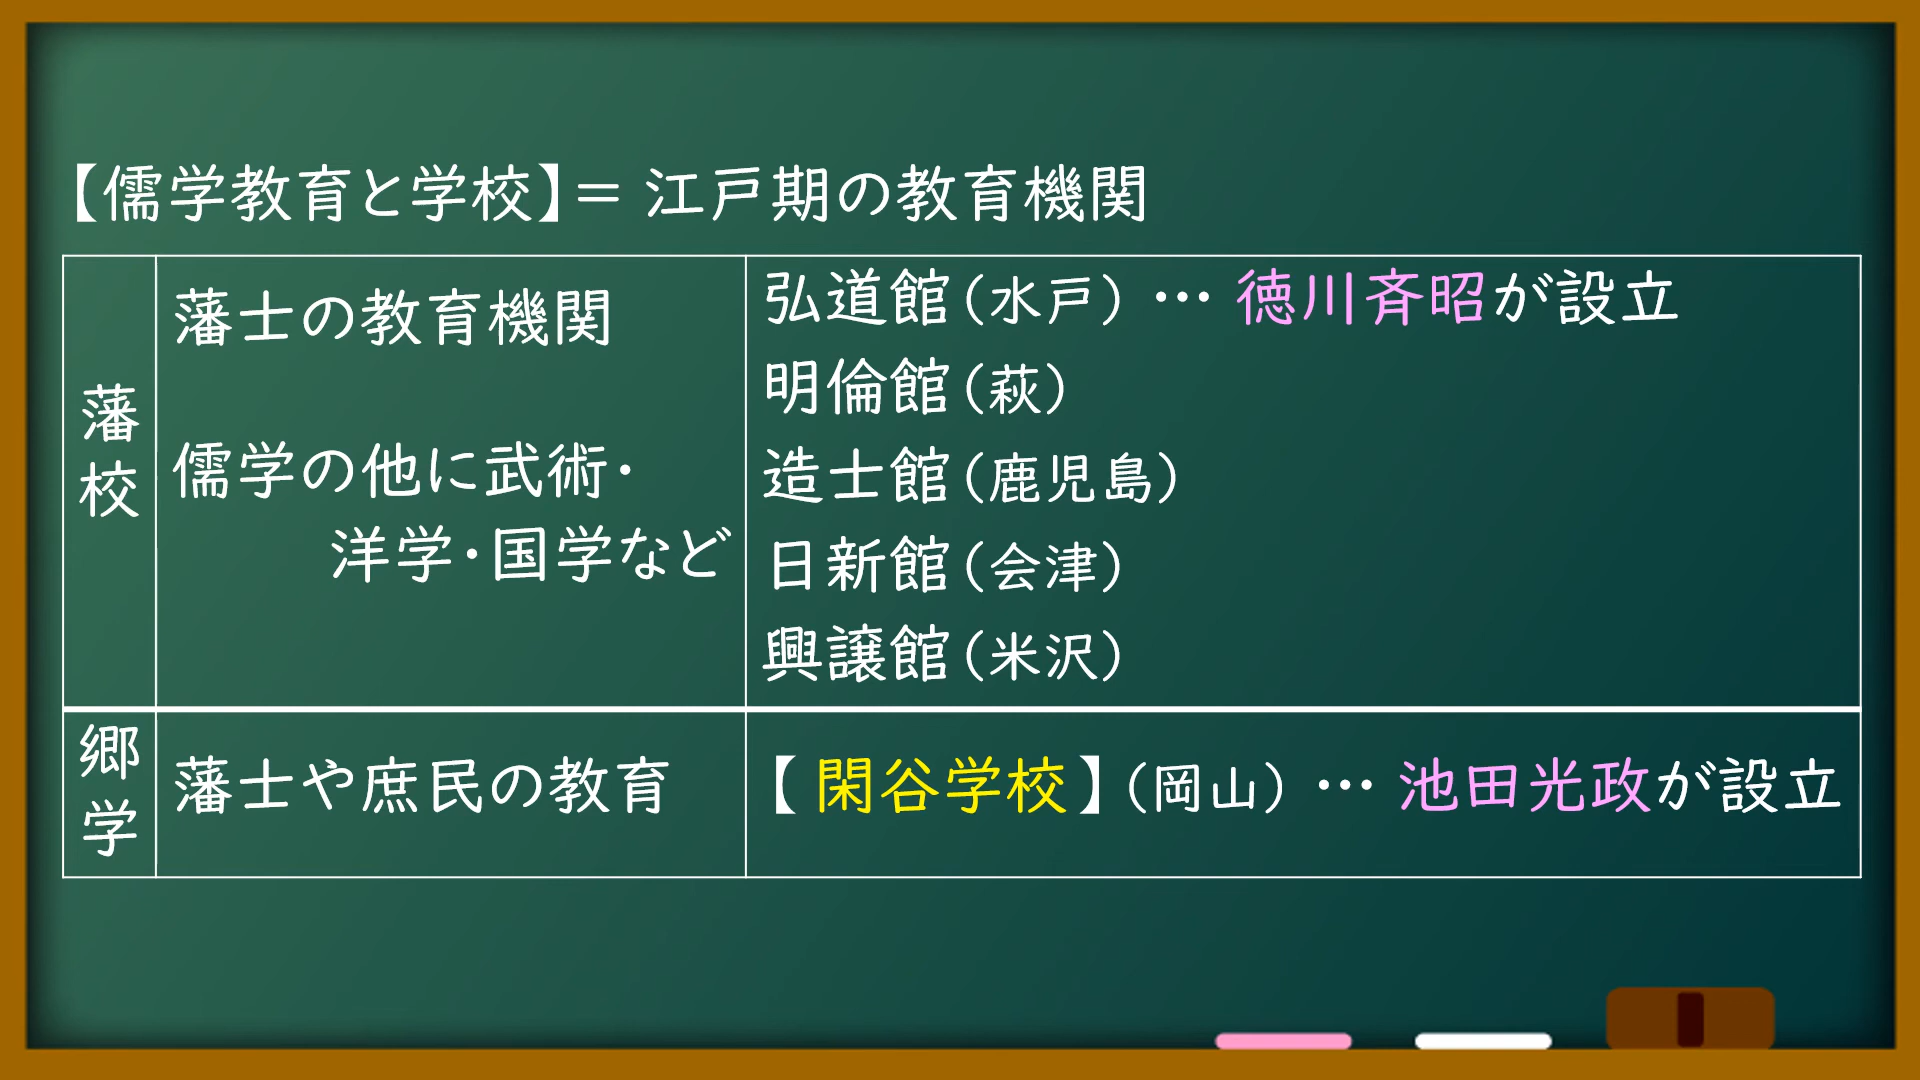 【儒学教育と学校】＝ 江戸期の教育機関
藩校
藩士の教育機関
儒学の他に武術・
洋学・国学など
弘道館（水戸）… 徳川斉昭が設立
明倫館（萩）
造士館（鹿児島）
日新館（会津）
興譲館（米沢）
郷学
藩士や庶民の教育
【閑谷学校】（岡山）… 池田光政が設立